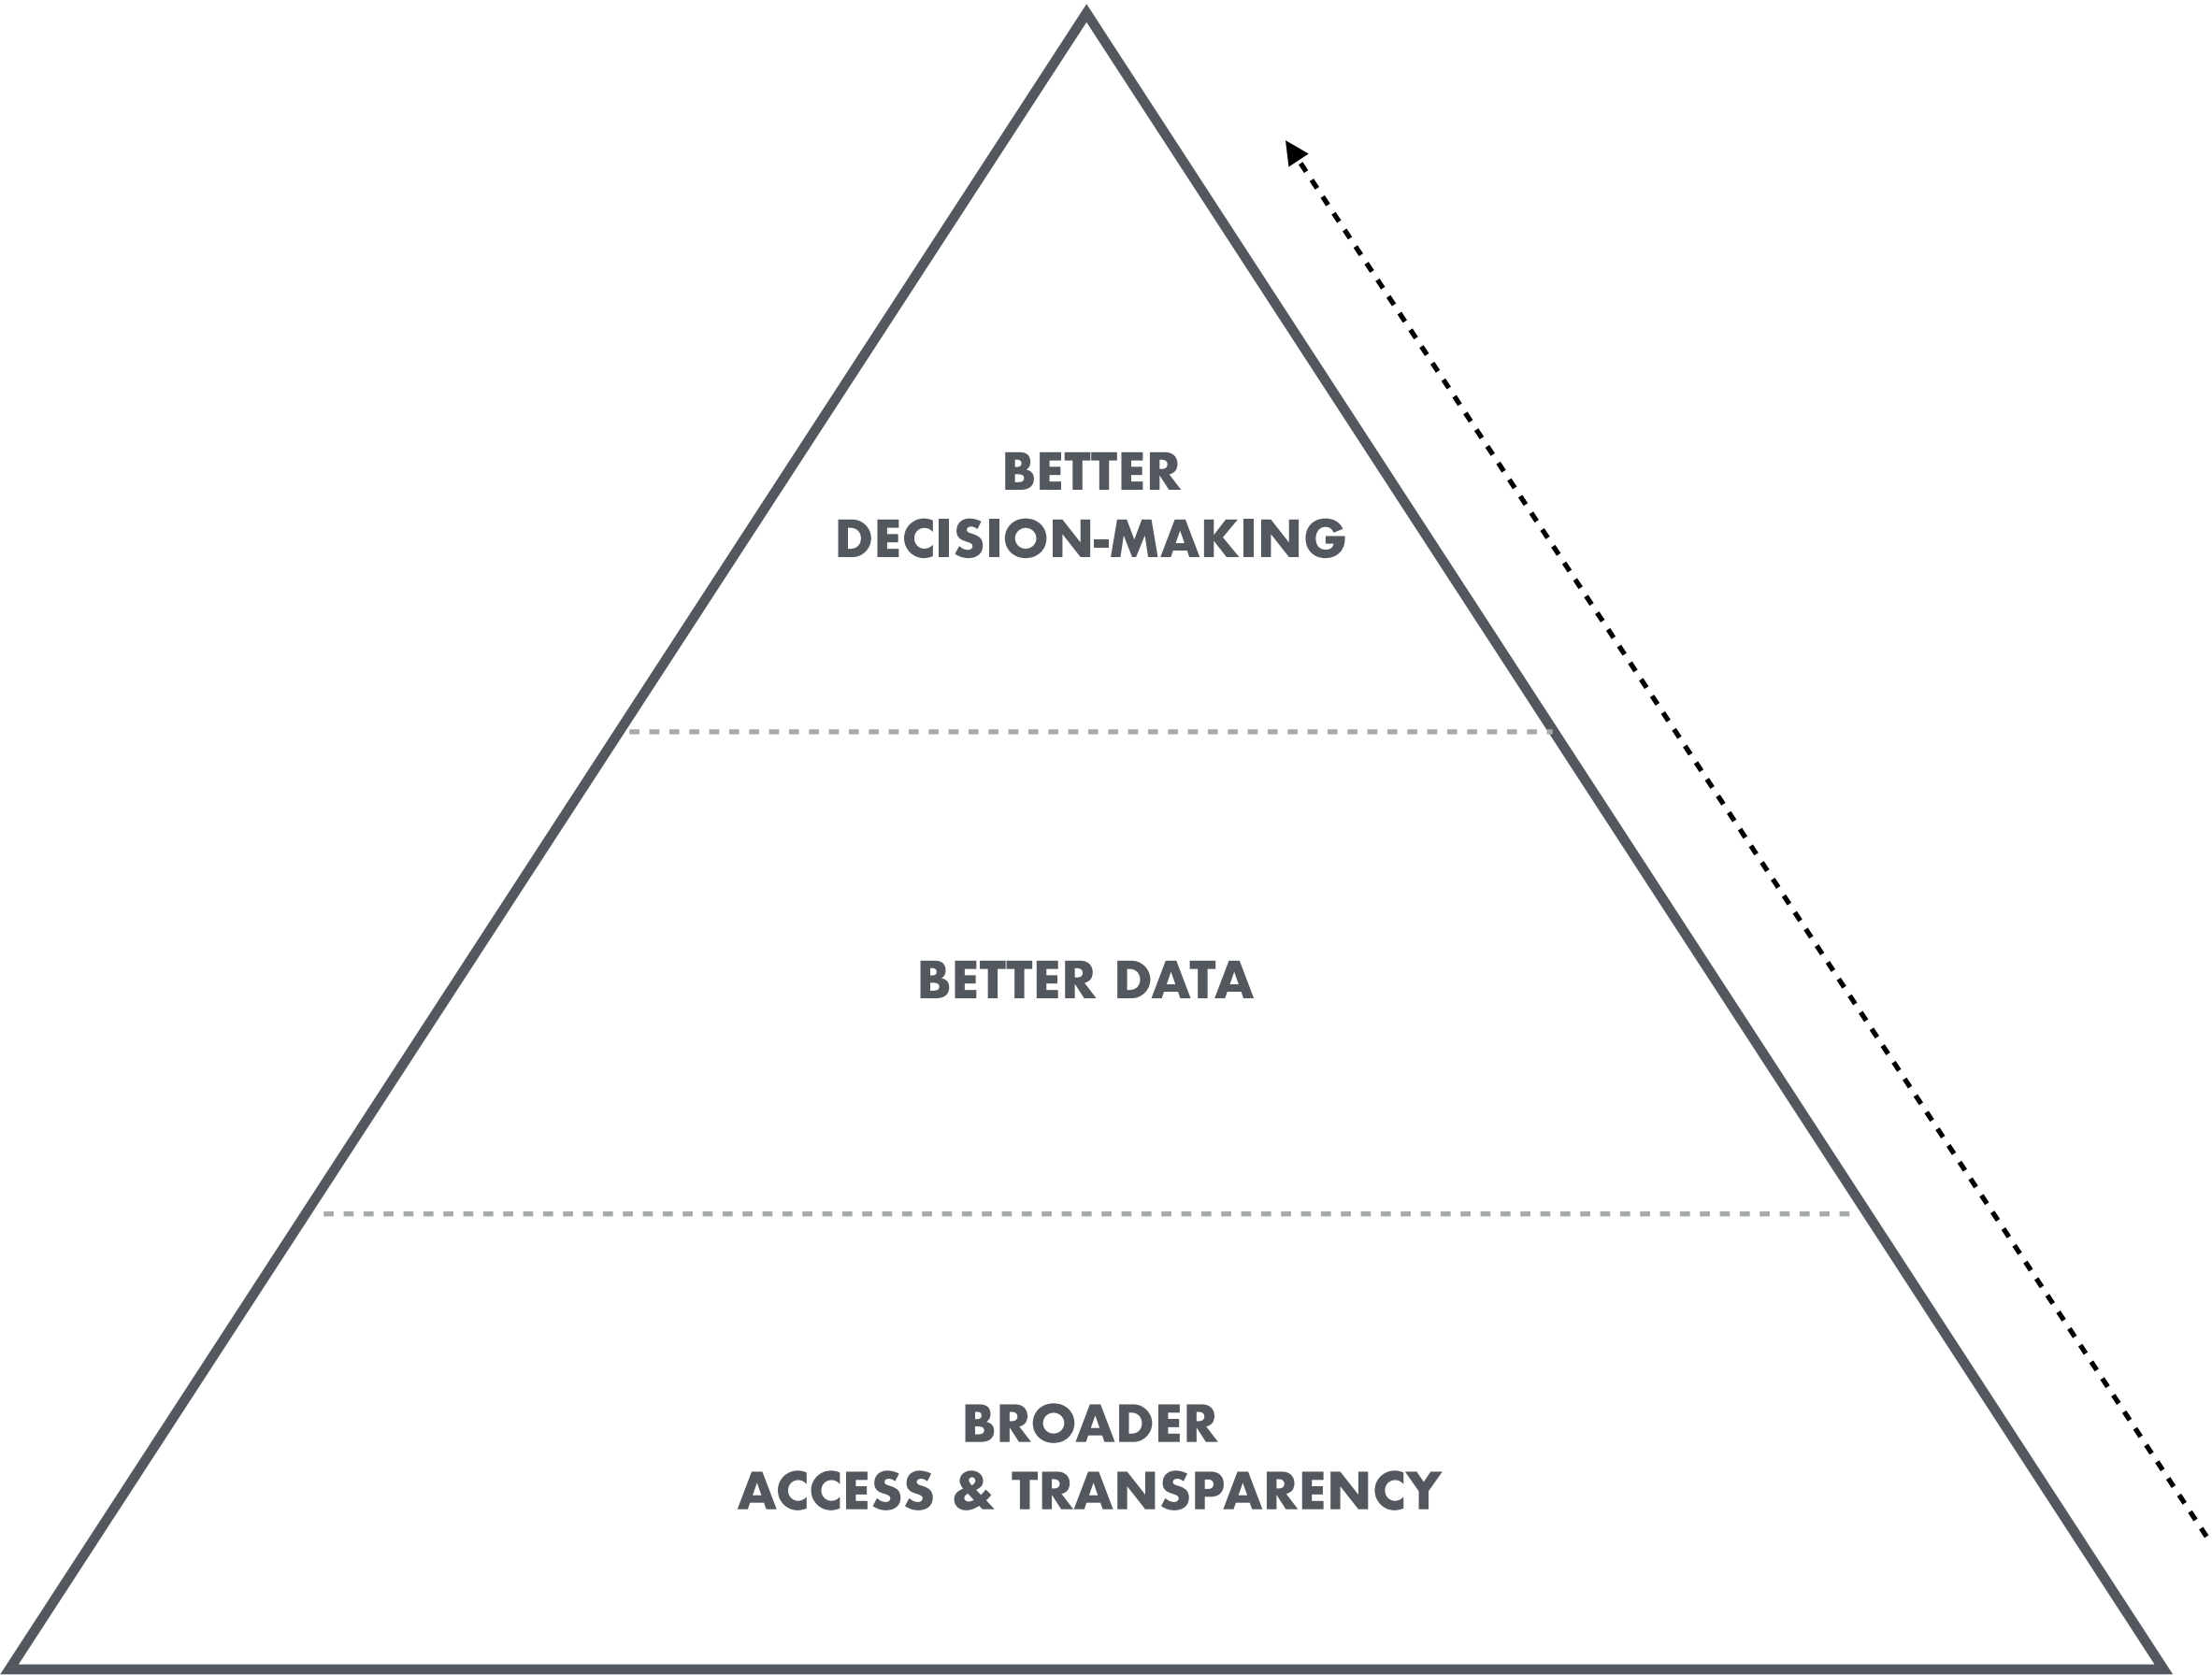 BETTER
DECISION-MAKING
BETTER DATA
BROADER
ACCESS & TRANSPARENCY